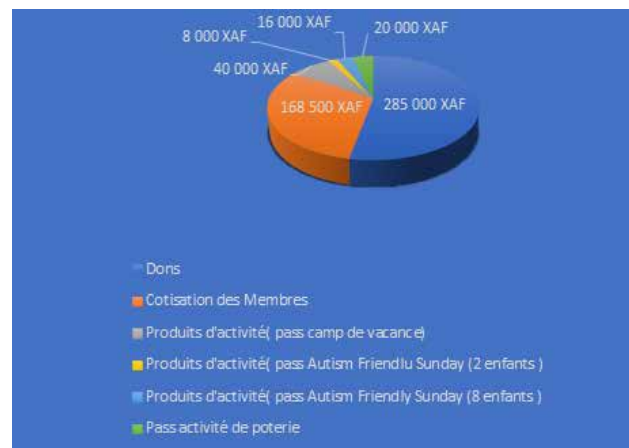 16 000 XAF
20 000 XAF
8 000 XAF
40 000 XAF
168 500 XAF
285 000 XAF
Dons
Cotisation des Membres
Produits d'activité( pass camp de vacance)
Produits d'activité( pass Autism Friendlu Sunday (2 enfants )
Produits d'activité( pass Autism Friendly Sunday (8 enfants )
Pass activité de poterie